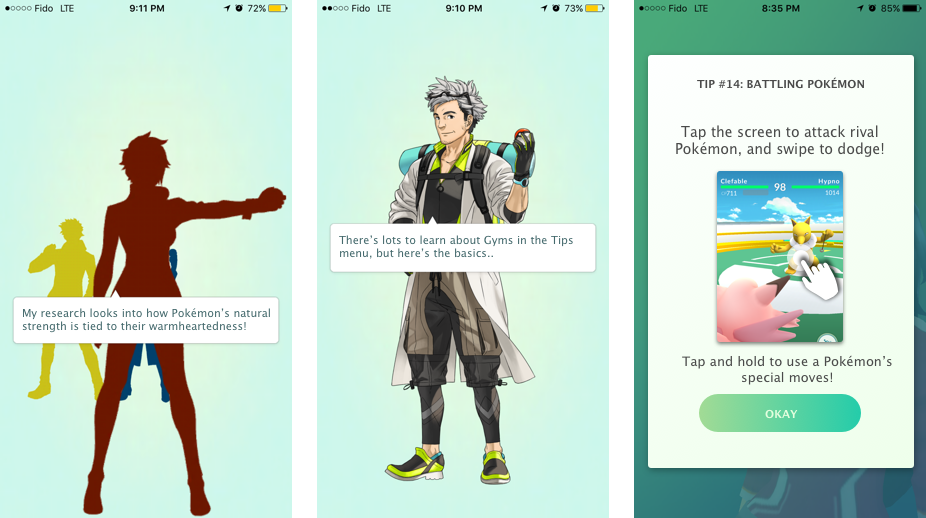 Fido LTE 9:11 PM 72%
My research looks into how Pokémon's natural
strength is tied to their warmheartedness!
Fido LTE 9:10 PM 73%
There's lots to learn about Gyms in the Tips
menu, but here's the basics..
Fido LTE 8:35 PM 85%
TIP #14: BATTLING POKÉMON
Tap the screen to attack rival
Pokémon, and swipe to dodge!
Clefable 98 Hypno
711 1014
Tap and hold to use a Pokémon's
special moves!
OKAY